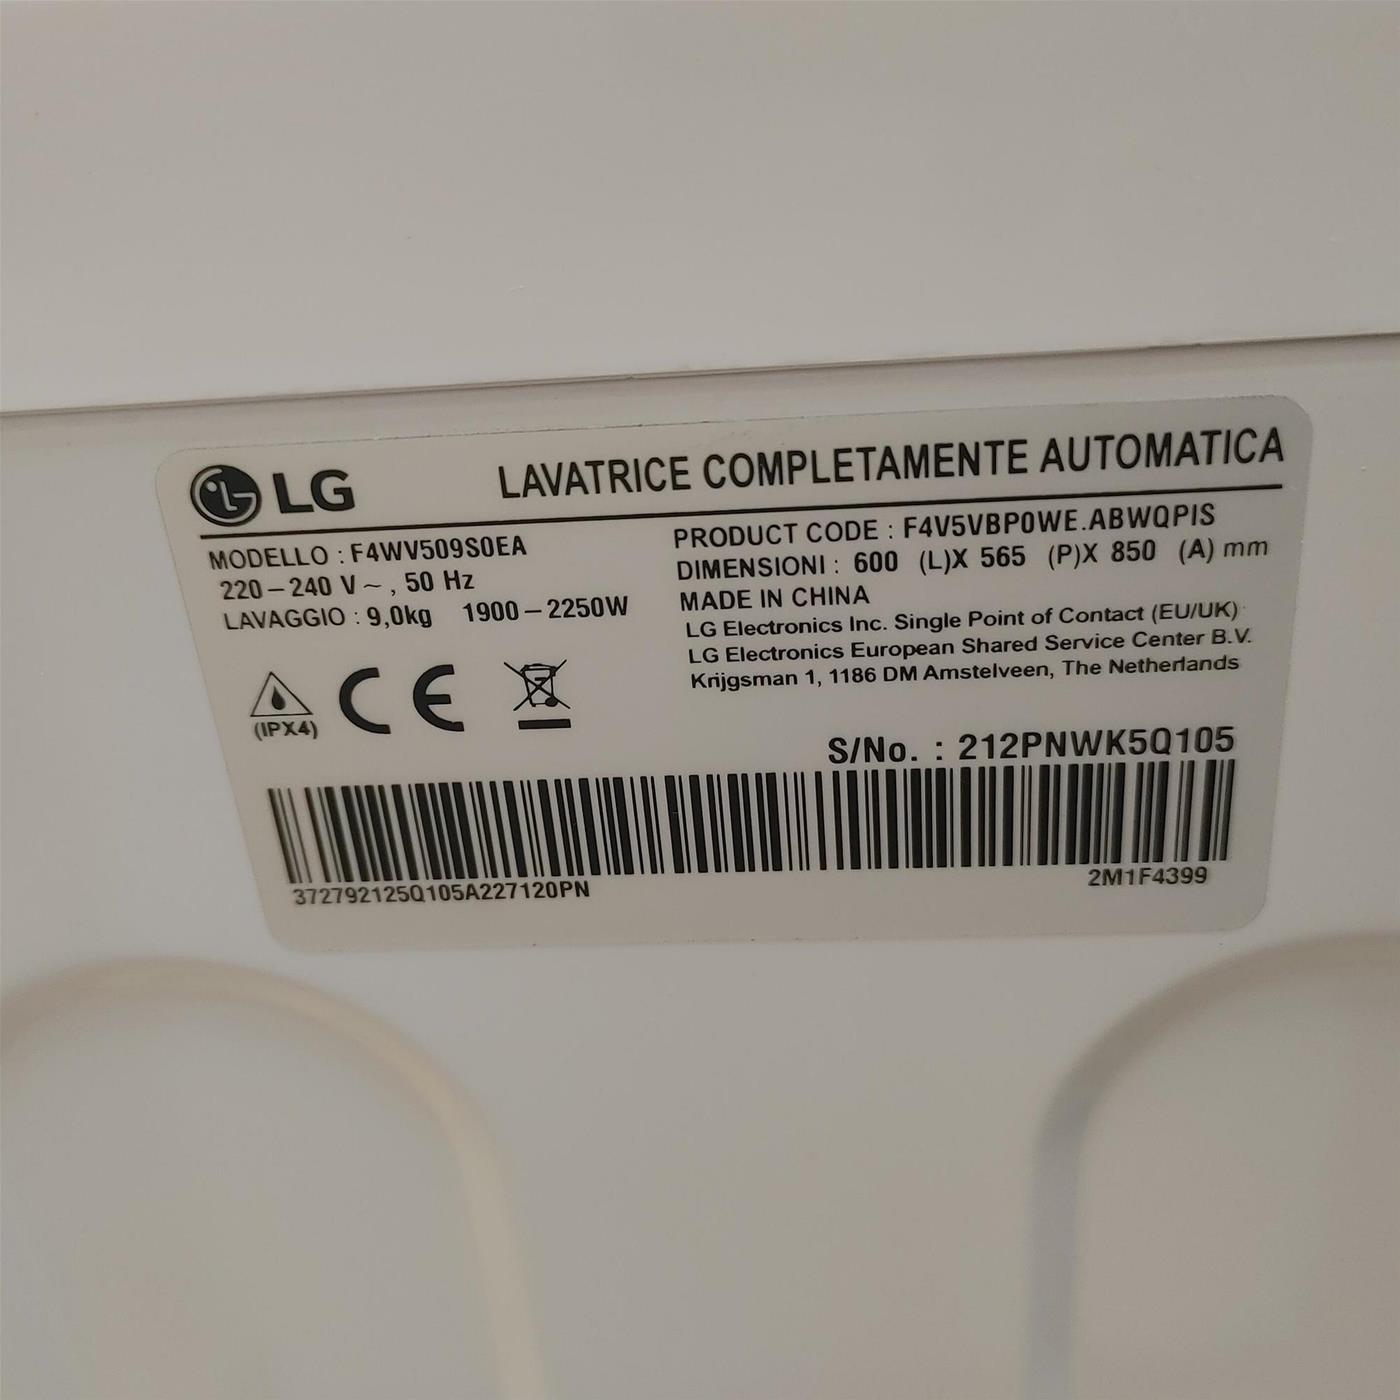 LG
LAVATRICE COMPLETAMENTE AUTOMATICA
MODELLO : F4WV509S0EA
220-240 V~, 50 Hz
LAVAGGIO : 9,0kg 1900-2250W
PRODUCT CODE : F4V5VBP0WE.ABWQPIS
DIMENSIONI : 600 (L)X 565 (P)X 850 (A) mm
MADE IN CHINA
LG Electronics Inc. Single Point of Contact (EU/UK)
LG Electronics European Shared Service Center B.V.
Krijgsman 1, 1186 DM Amstelveen, The Netherlands
(IPX4)
CE
S/No. : 212PNWK5Q105
372792125Q105A227120PN
2M1F4399